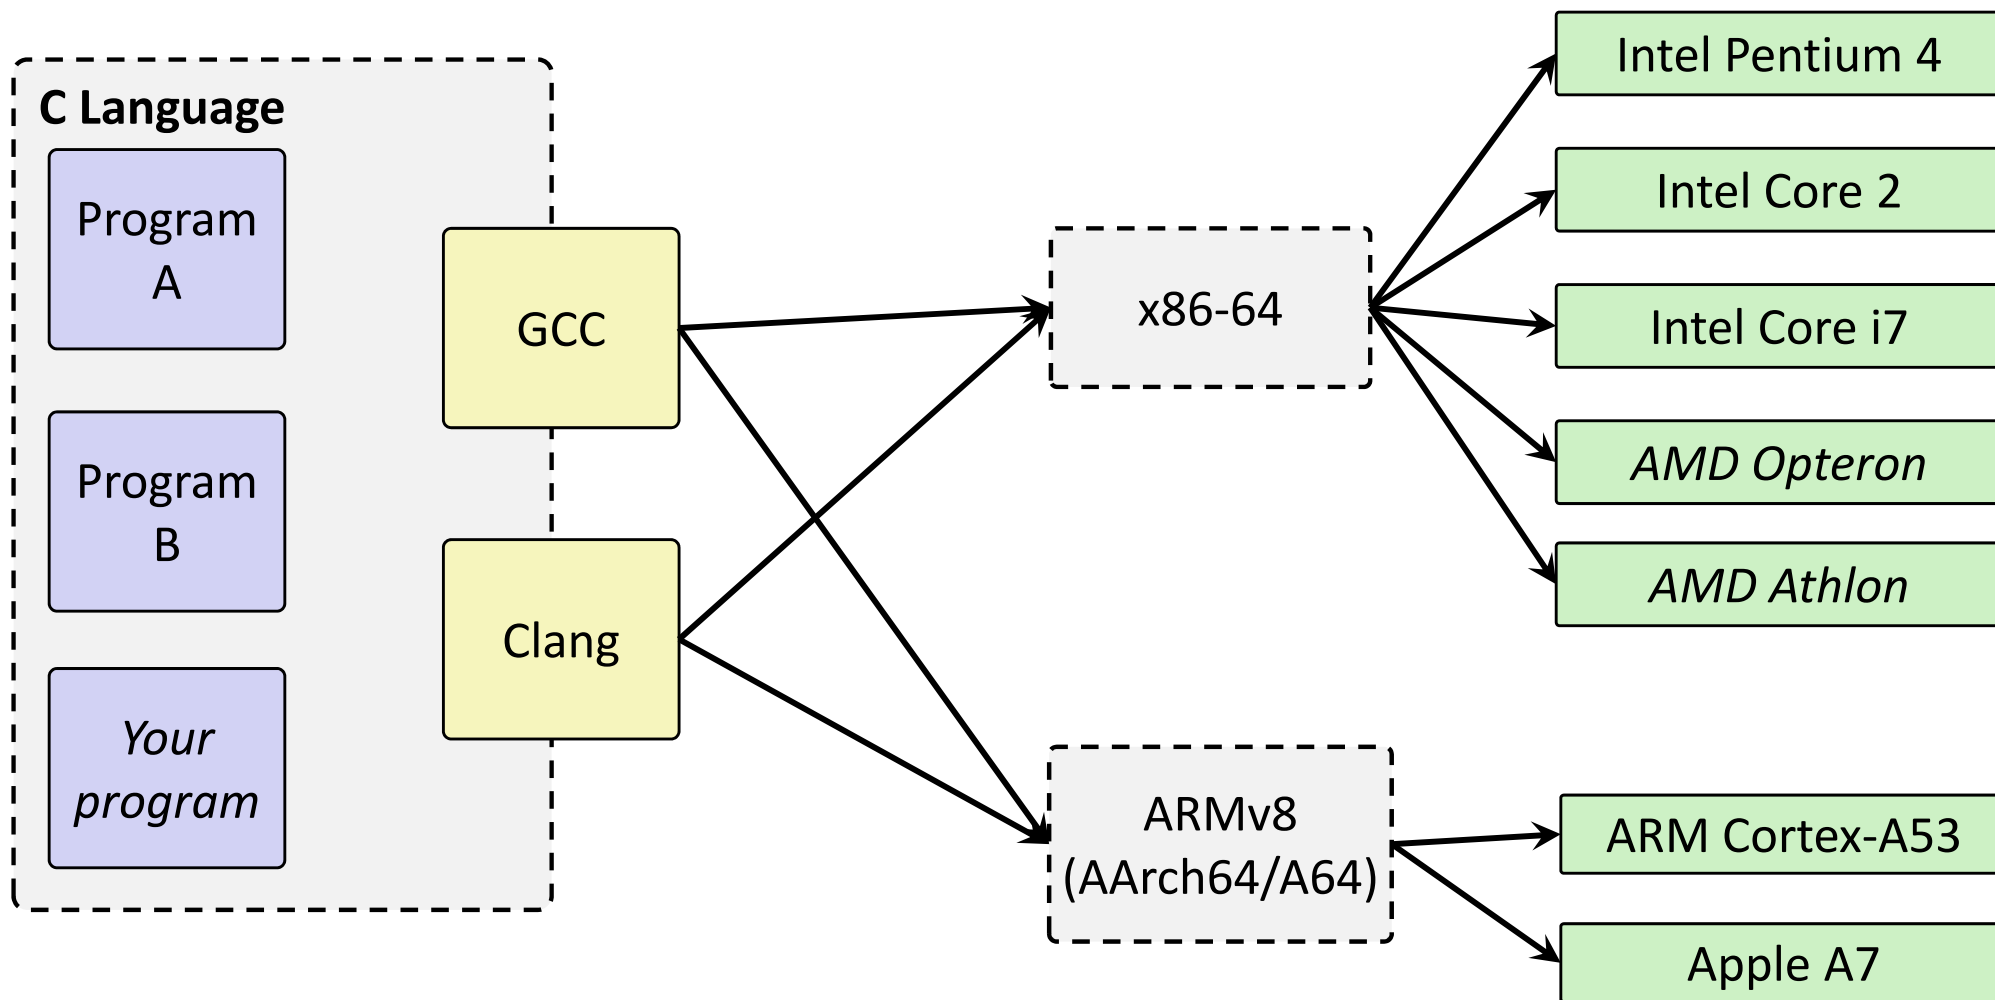 C Language
Program
A
Program
B
Your
program
GCC
Clang
x86-64
ARMv8
(AArch64/A64)
Intel Pentium 4
Intel Core 2
Intel Core i7
AMD Opteron
AMD Athlon
ARM Cortex-A53
Apple A7